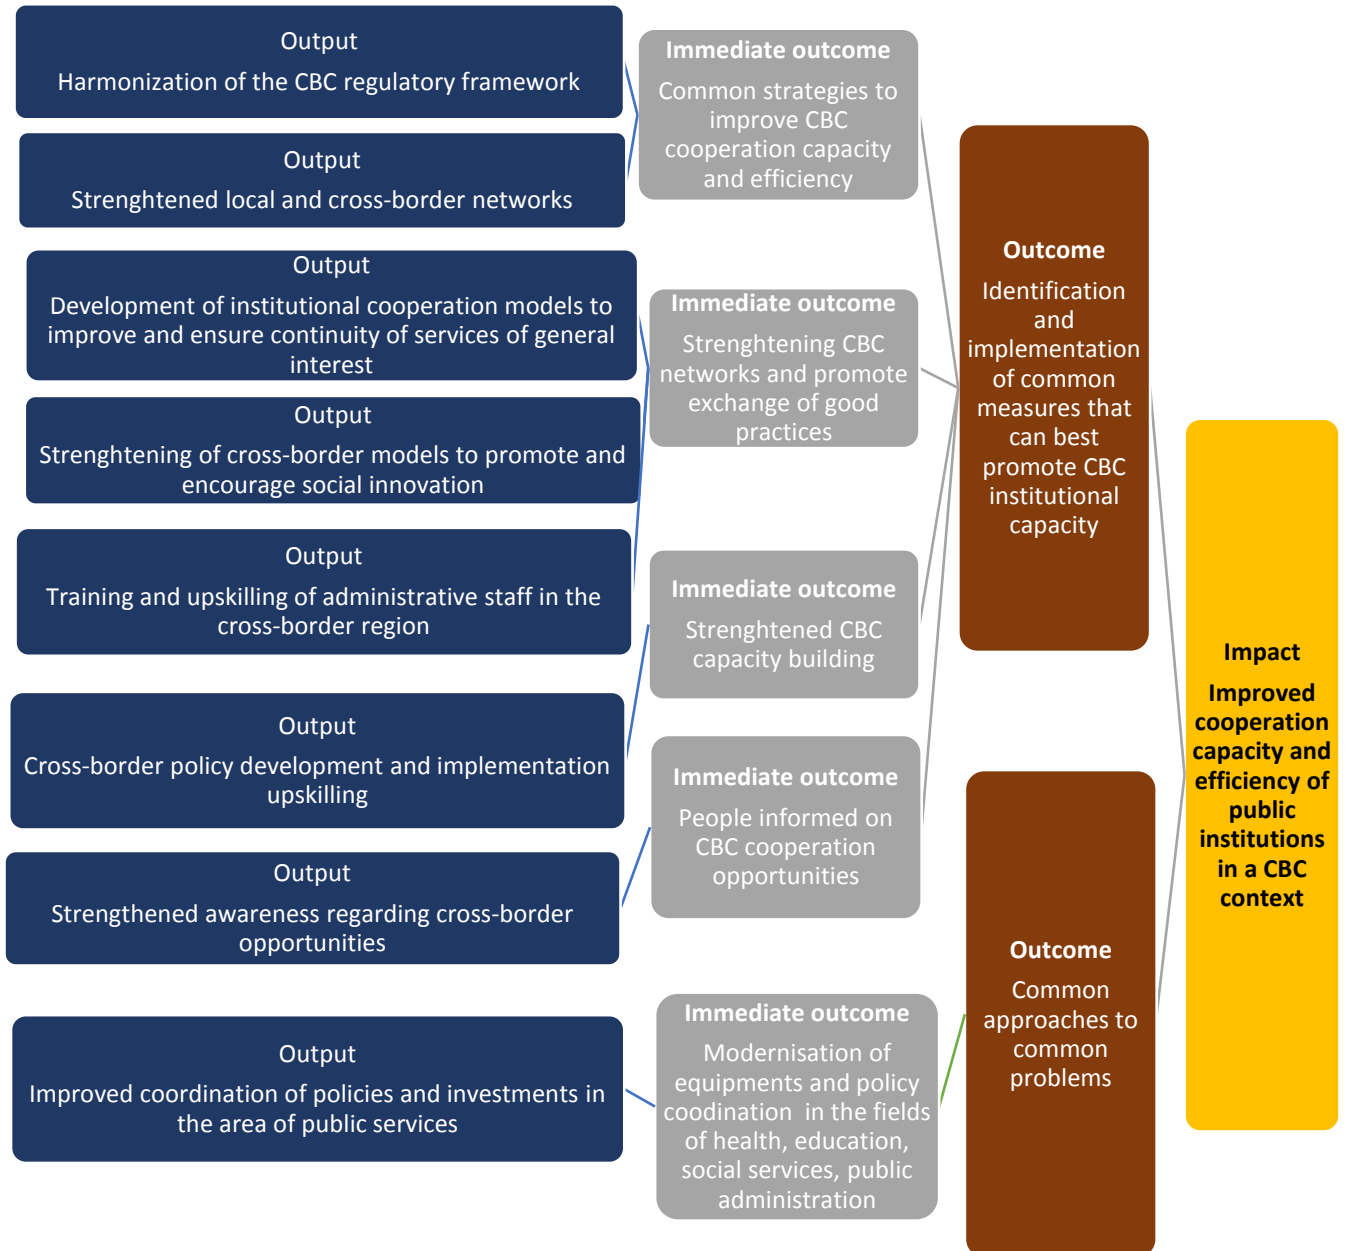 Output
Harmonization of the CBC regulatory framework
Output
Strenghtened local and cross-border networks
Output
Development of institutional cooperation models to
improve and ensure continuity of services of general
interest
Output
Strenghtening of cross-border models to promote and
encourage social innovation
Output
Training and upskilling of administrative staff in the
cross-border region
Output
Cross-border policy development and implementation
upskilling
Output
Strengthened awareness regarding cross-border
opportunities
Output
Improved coordination of policies and investments in
the area of public services
Immediate outcome
Common strategies to
improve CBC
cooperation capacity
and efficiency
Immediate outcome
Strenghtening CBC
networks and promote
exchange of good
practices
Immediate outcome
Strenghtened CBC
capacity building
Immediate outcome
People informed on
CBC cooperation
opportunities
Immediate outcome
Modernisation of
equipments and policy
coodination  in the fields
of health, education,
social services, public
administration
Outcome
Identification
and
implementation
of common
measures that
can best
promote CBC
institutional
capacity
Outcome
Common
approaches to
common
problems
Impact
Improved
cooperation
capacity and
efficiency of
public
institutions
in a CBC
context